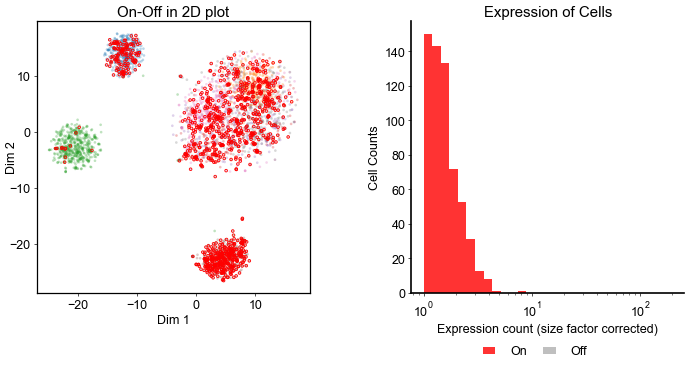 On-Off in 2D plot
Dim 2
10
0
−10
−20
−20
−10
0
10
Dim 1
Expression of Cells
Cell Counts
140
120
100
80
60
40
20
0
10⁰
10¹
10²
Expression count (size factor corrected)
On
Off